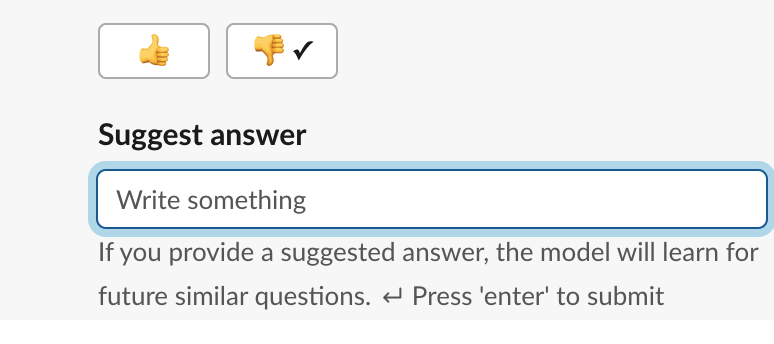 👍 👎 ✔
Suggest answer
Write something
If you provide a suggested answer, the model will learn for
future similar questions. ↵ Press 'enter' to submit